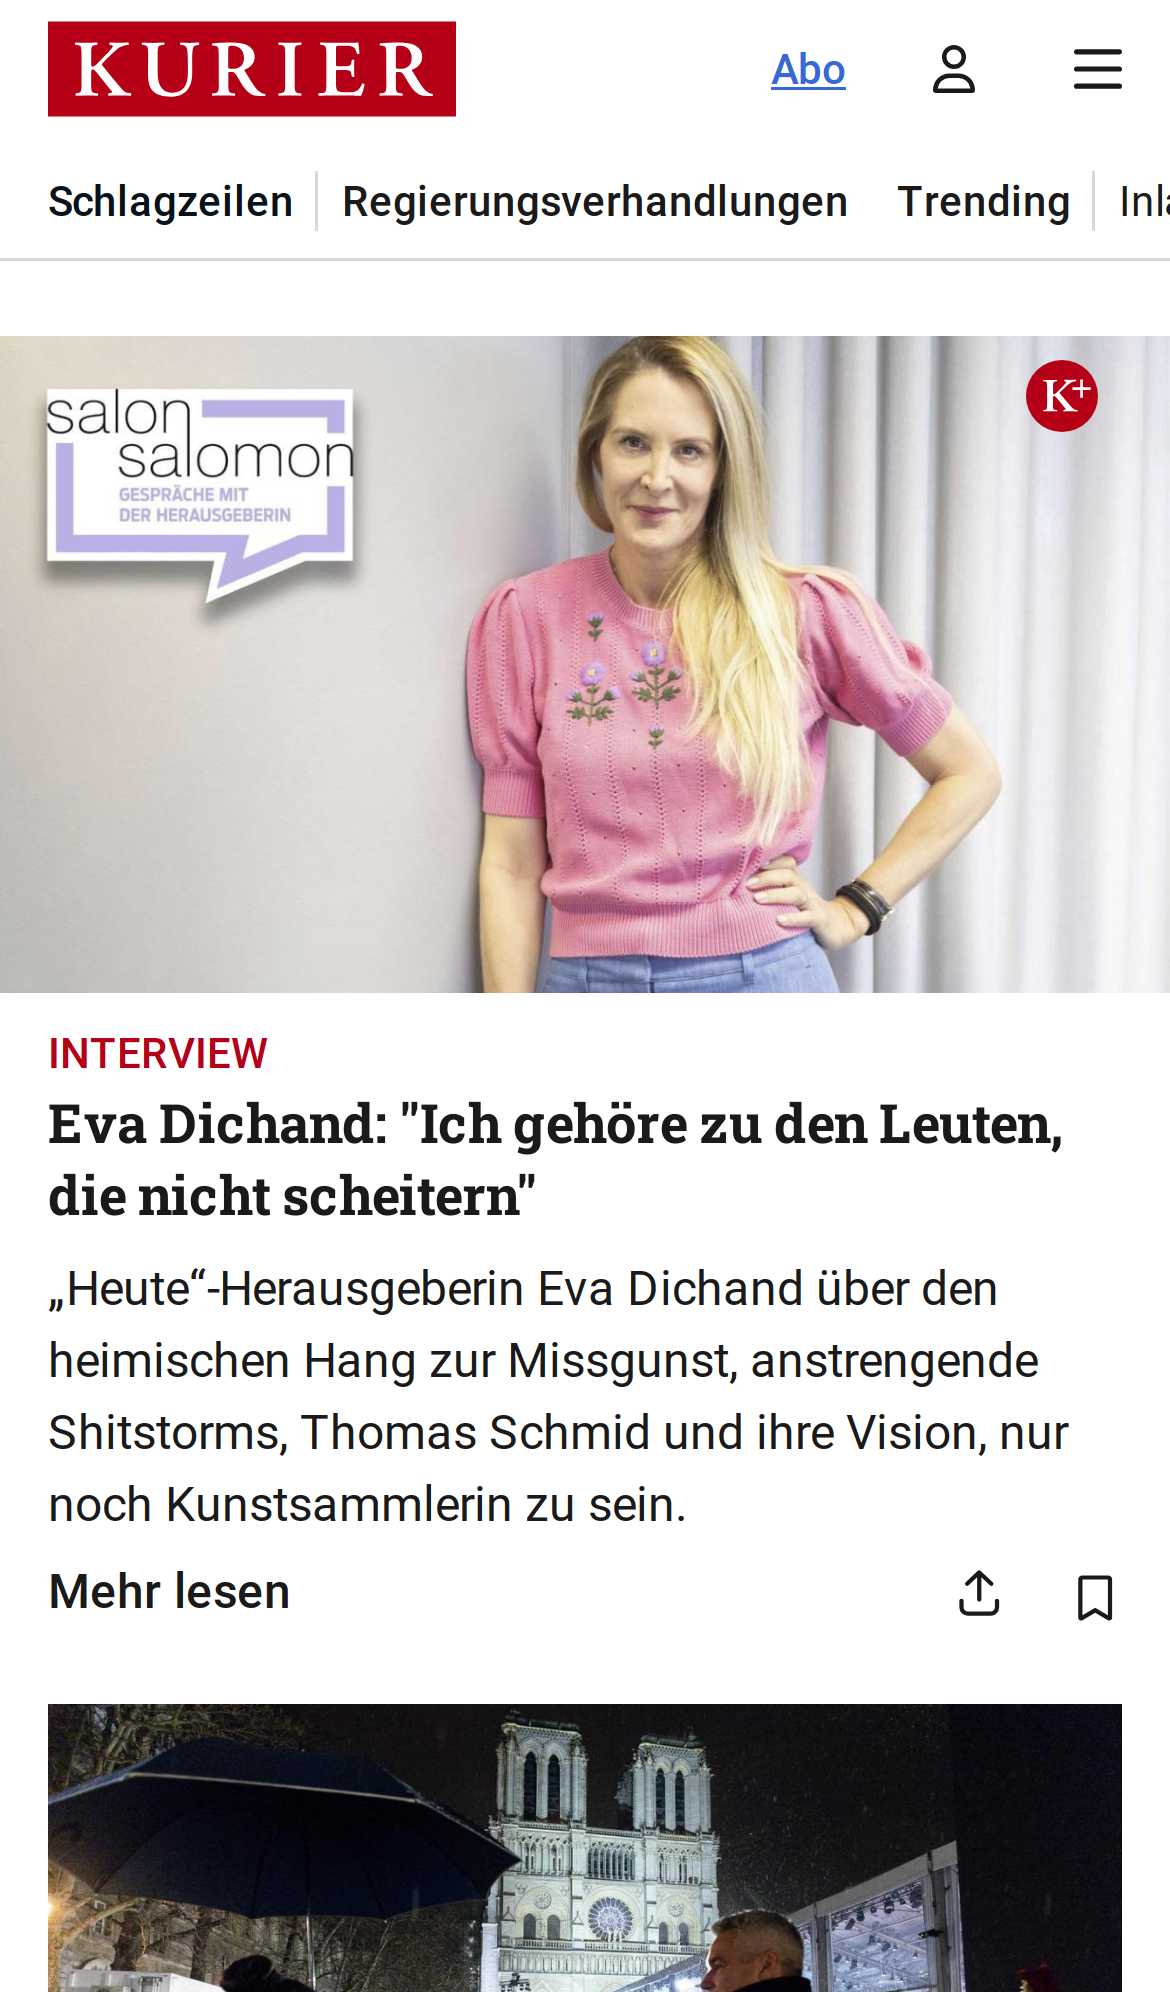 KURIER
Abo
Schlagzeilen
Regierungsverhandlungen
Trending
Inla
salon
salomon
GESPRÄCHE MIT
DER HERAUSGEBERIN
K+
INTERVIEW
Eva Dichand: "Ich gehöre zu den Leuten,
die nicht scheitern"
„Heute“-Herausgeberin Eva Dichand über den
heimischen Hang zur Missgunst, anstrengende
Shitstorms, Thomas Schmid und ihre Vision, nur
noch Kunstsammlerin zu sein.
Mehr lesen